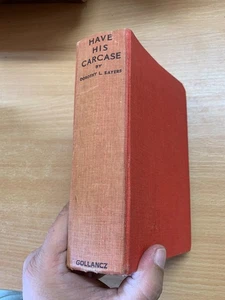 HAVE
HIS
CARCASE
BY
DOROTHY L. SAYERS
GOLLANCZ